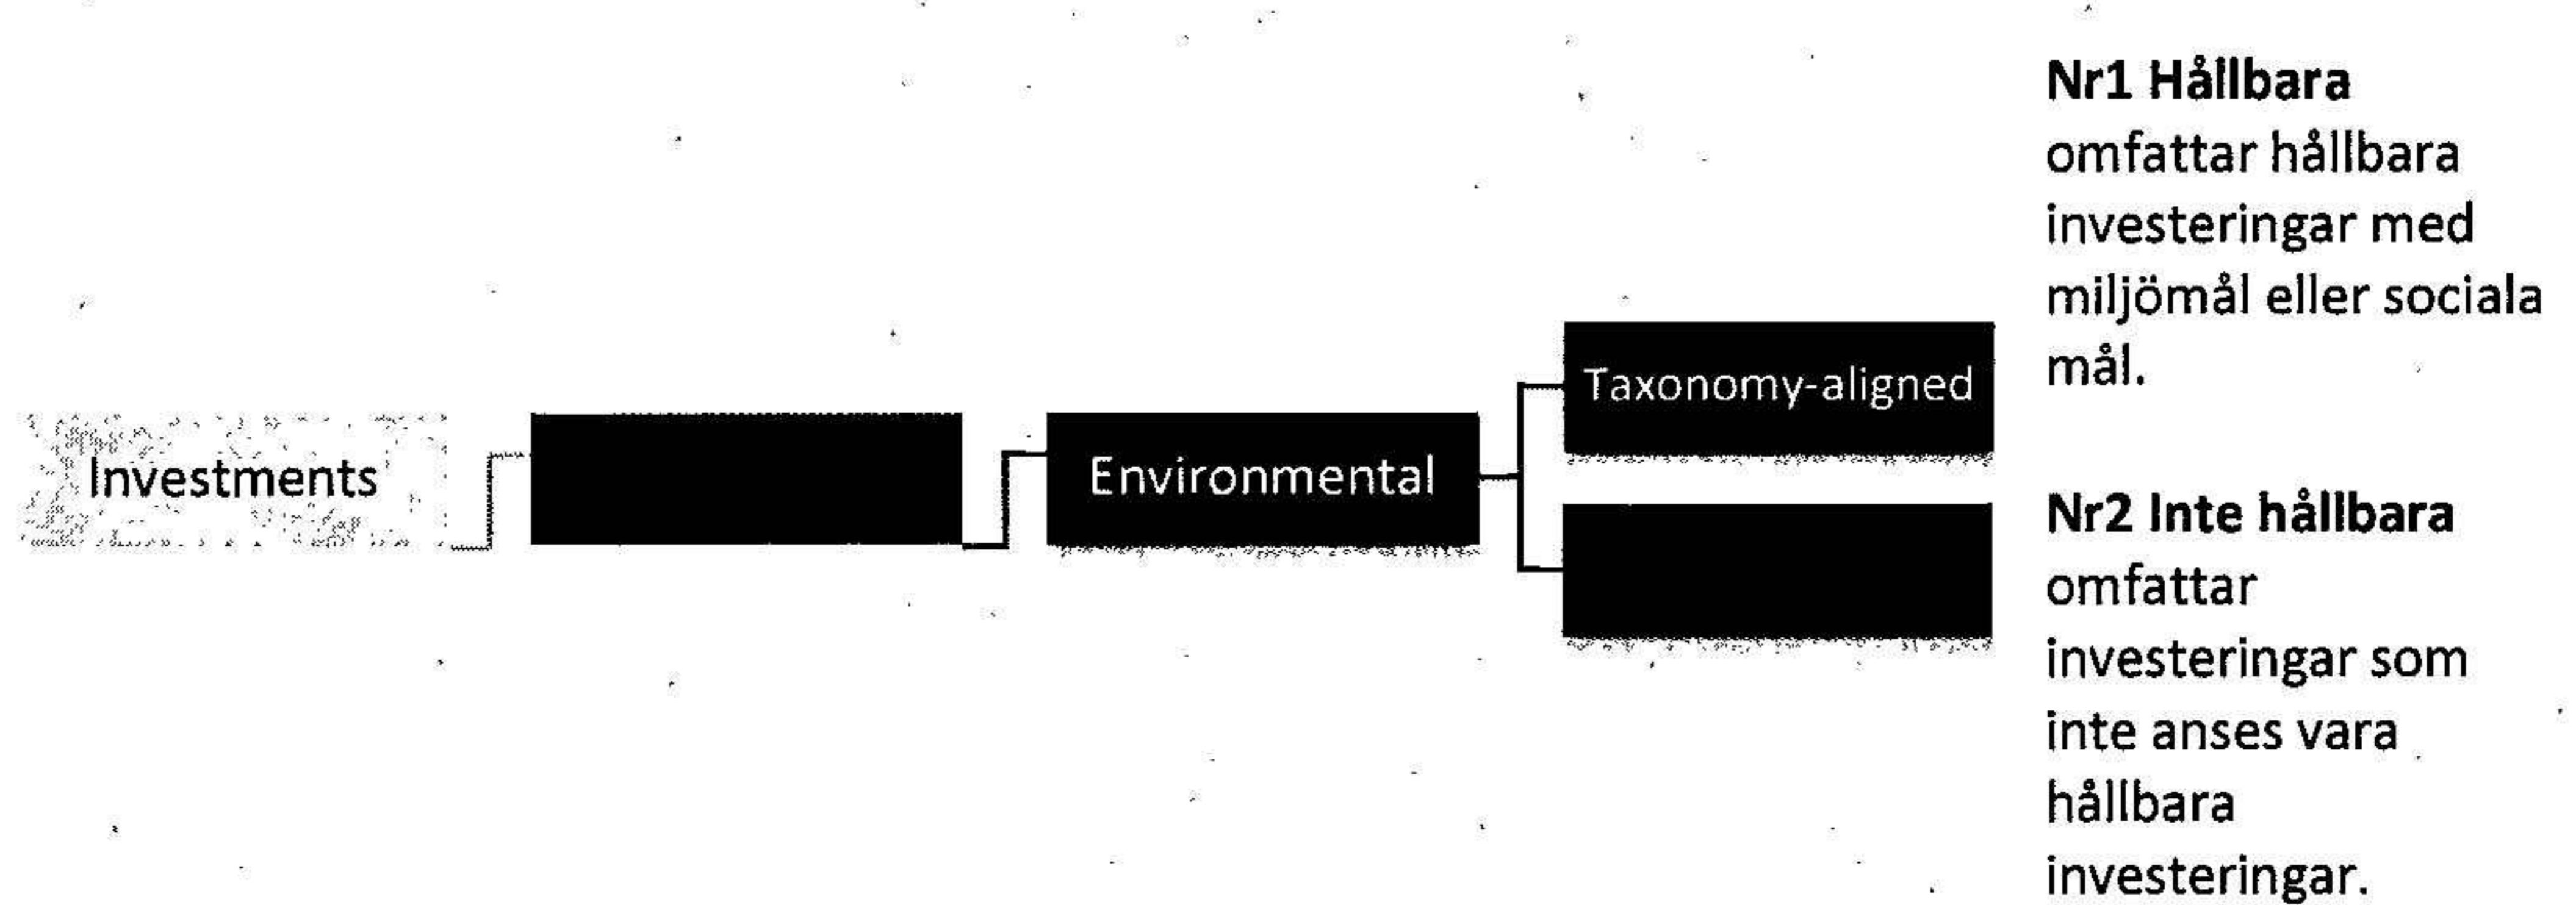 Investments
Environmental
Taxonomy-aligned
Nr1 Hållbara
omfattar hållbara
investeringar med
miljömål eller sociala
mål.
Nr2 Inte hållbara
omfattar
investeringar som
inte anses vara
hållbara
investeringar.